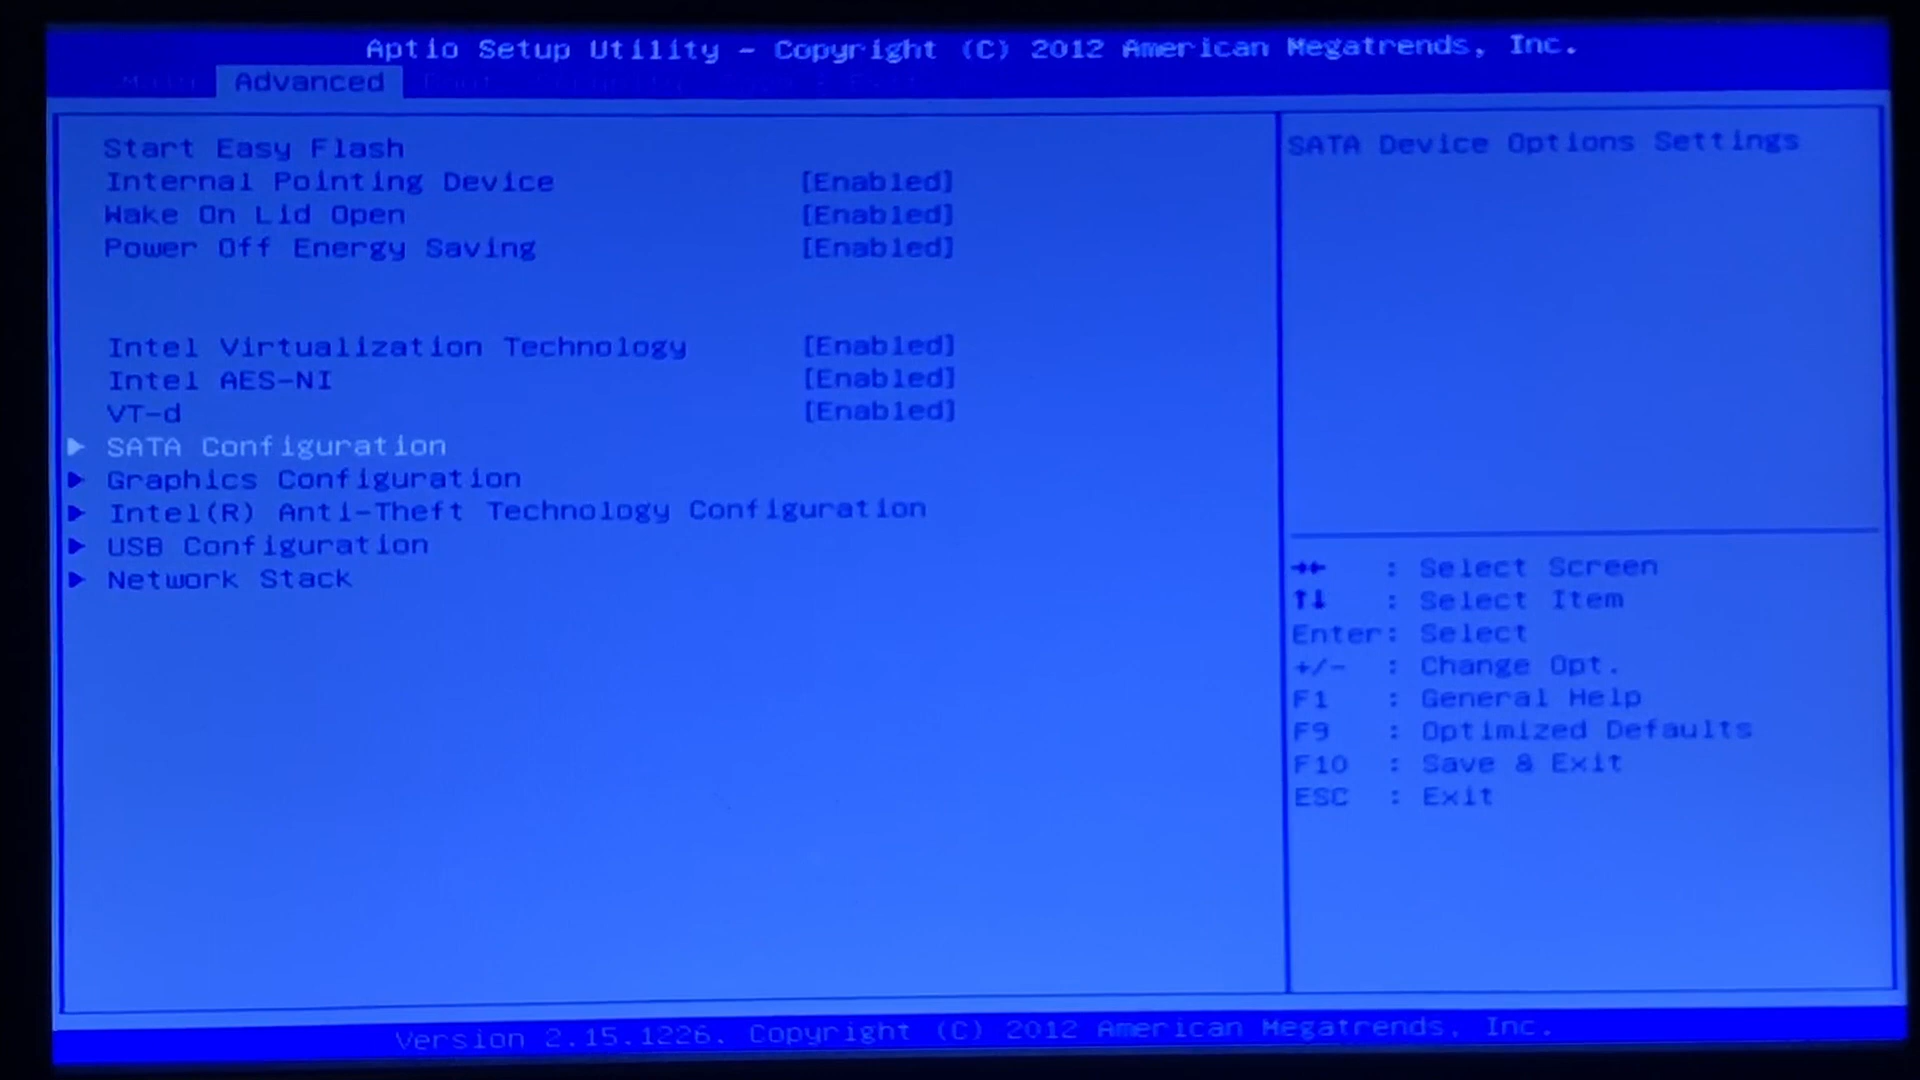 Aptio Setup Utility - Copyright (C) 2012 American Megatrends, Inc.
Advanced
Start Easy Flash
Internal Pointing Device [Enabled]
Wake On Lid Open [Enabled]
Power Off Energy Saving [Enabled]
Intel Virtualization Technology [Enabled]
Intel AES-NI [Enabled]
VT-d [Enabled]
► SATA Configuration
► Graphics Configuration
► Intel(R) Anti-Theft Technology Configuration
► USB Configuration
► Network Stack
SATA Device Options Settings
→← : Select Screen
↑↓ : Select Item
Enter: Select
+/- : Change Opt.
F1 : General Help
F9 : Optimized Defaults
F10 : Save & Exit
ESC : Exit
Version 2.15.1226. Copyright (C) 2012 American Megatrends, Inc.